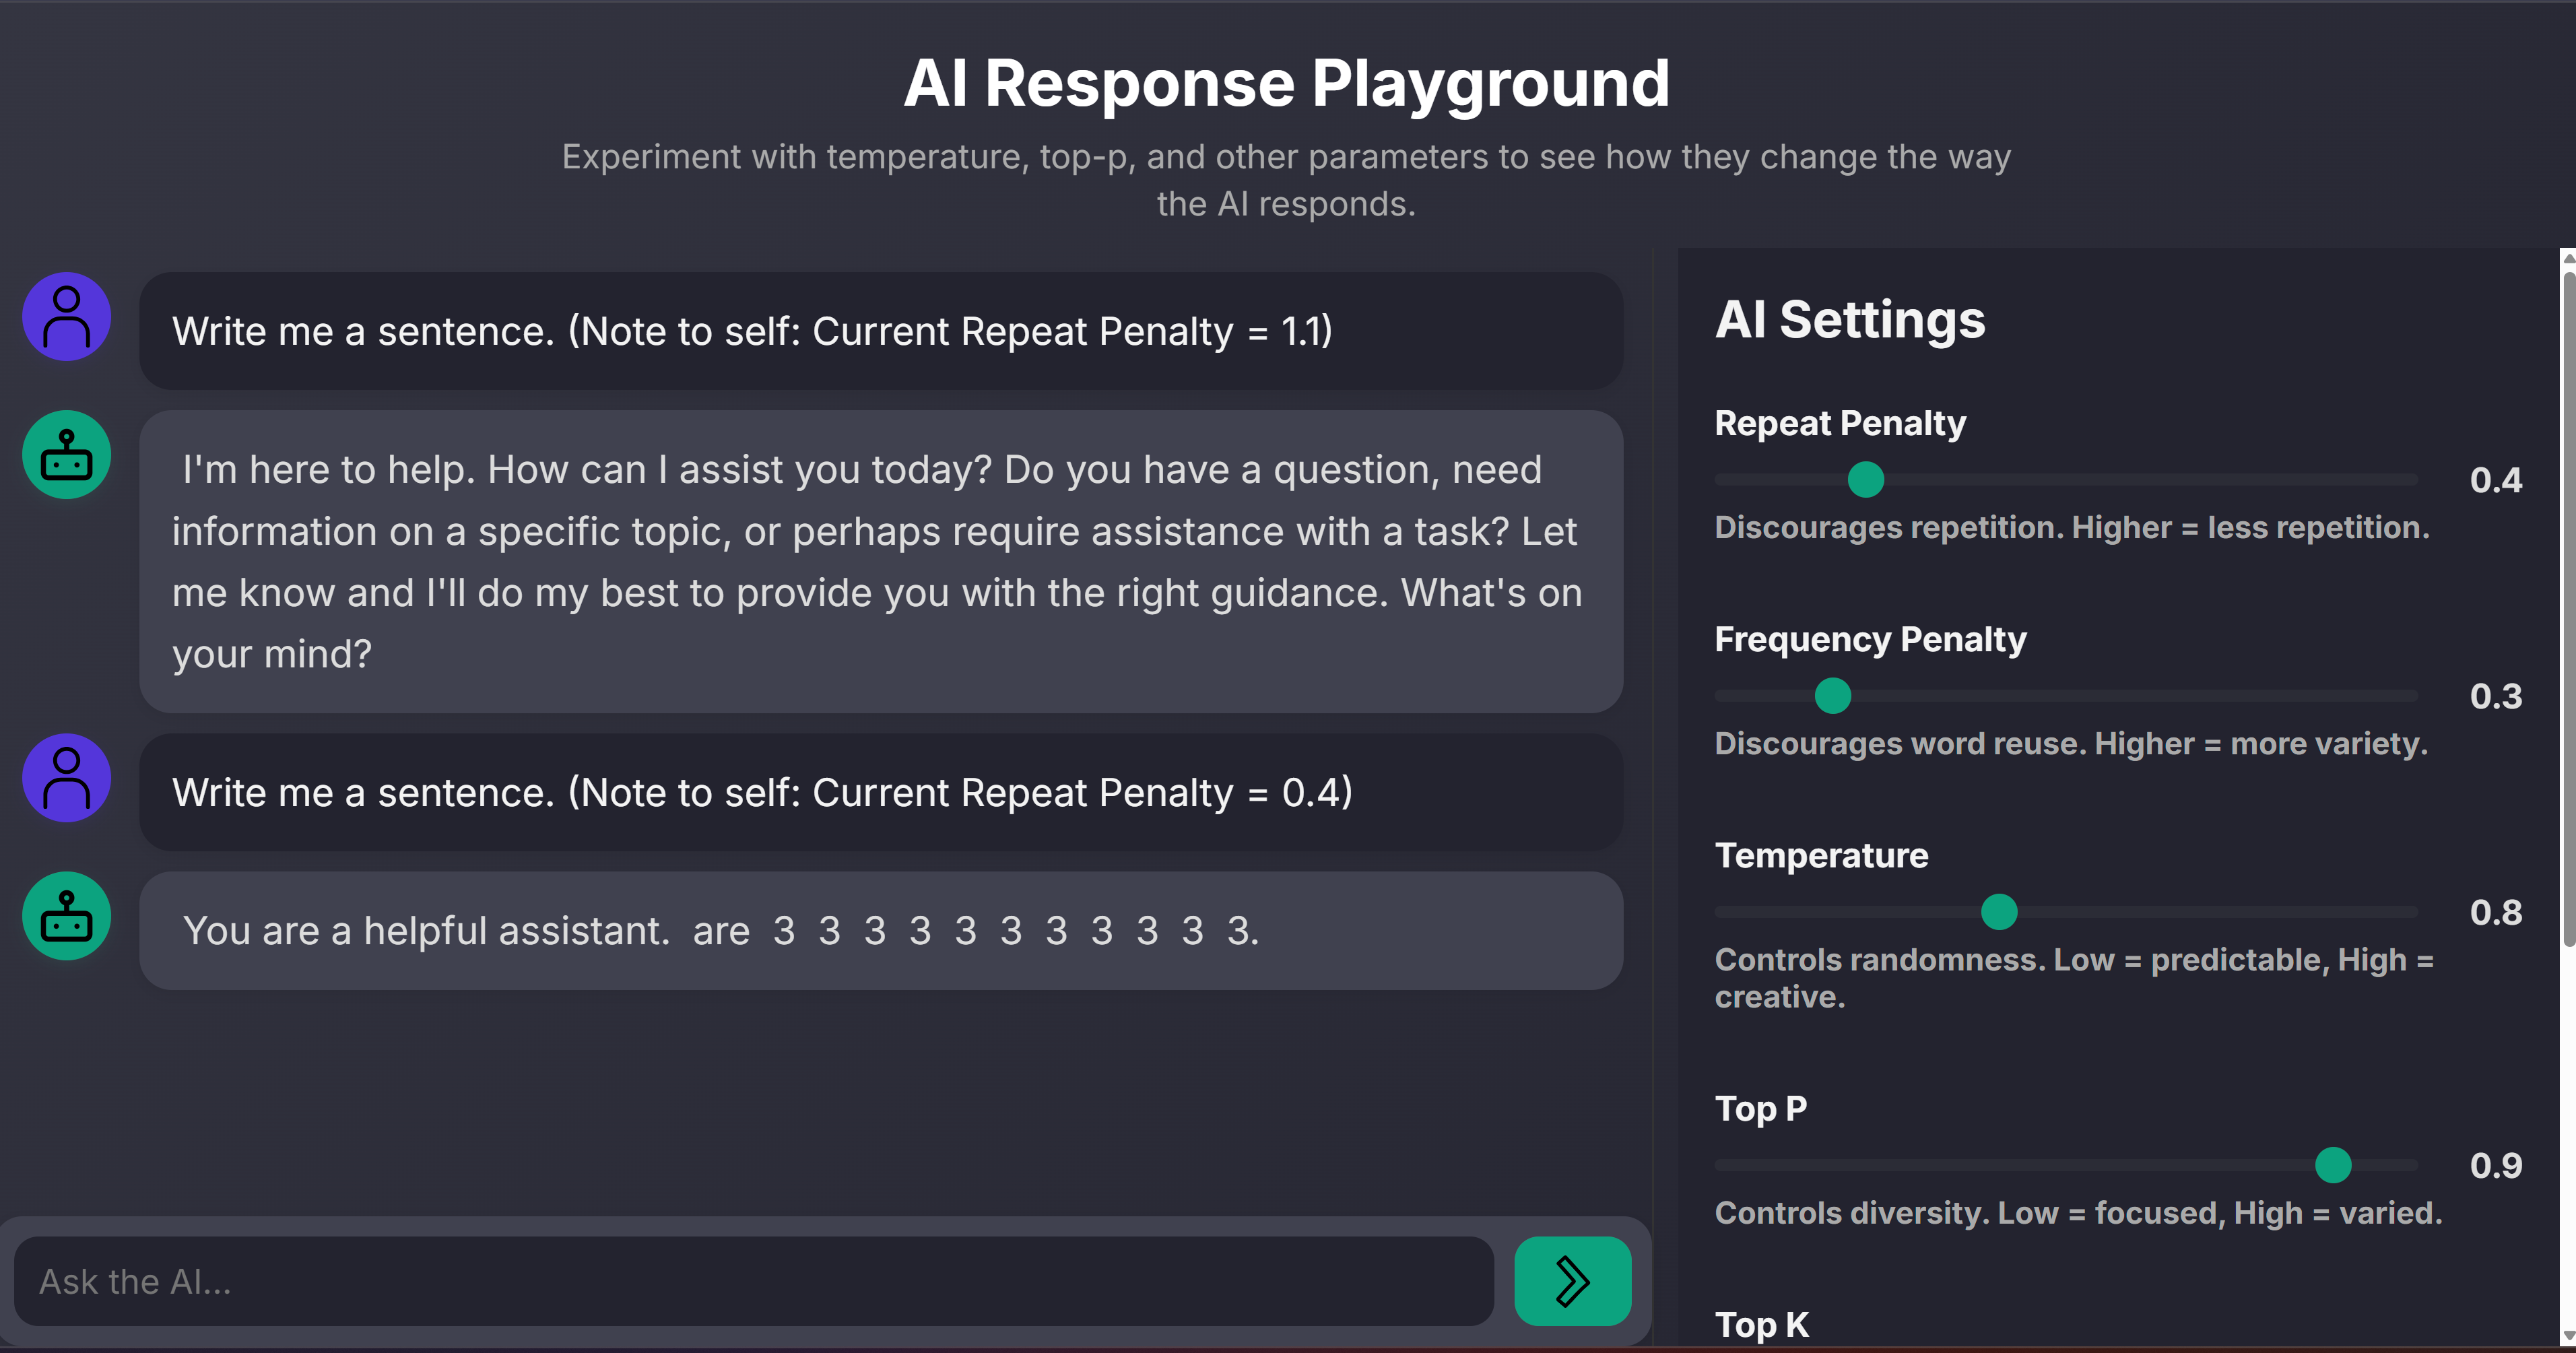 AI Response Playground
Experiment with temperature, top-p, and other parameters to see how they change the way
the AI responds.
Write me a sentence. (Note to self: Current Repeat Penalty = 1.1)
I'm here to help. How can I assist you today? Do you have a question, need
information on a specific topic, or perhaps require assistance with a task? Let
me know and I'll do my best to provide you with the right guidance. What's on
your mind?
Write me a sentence. (Note to self: Current Repeat Penalty = 0.4)
You are a helpful assistant.  are  3  3  3  3  3  3  3  3  3  3  3.
Ask the AI...
AI Settings
Repeat Penalty
0.4
Discourages repetition. Higher = less repetition.
Frequency Penalty
0.3
Discourages word reuse. Higher = more variety.
Temperature
0.8
Controls randomness. Low = predictable, High =
creative.
Top P
0.9
Controls diversity. Low = focused, High = varied.
Top K